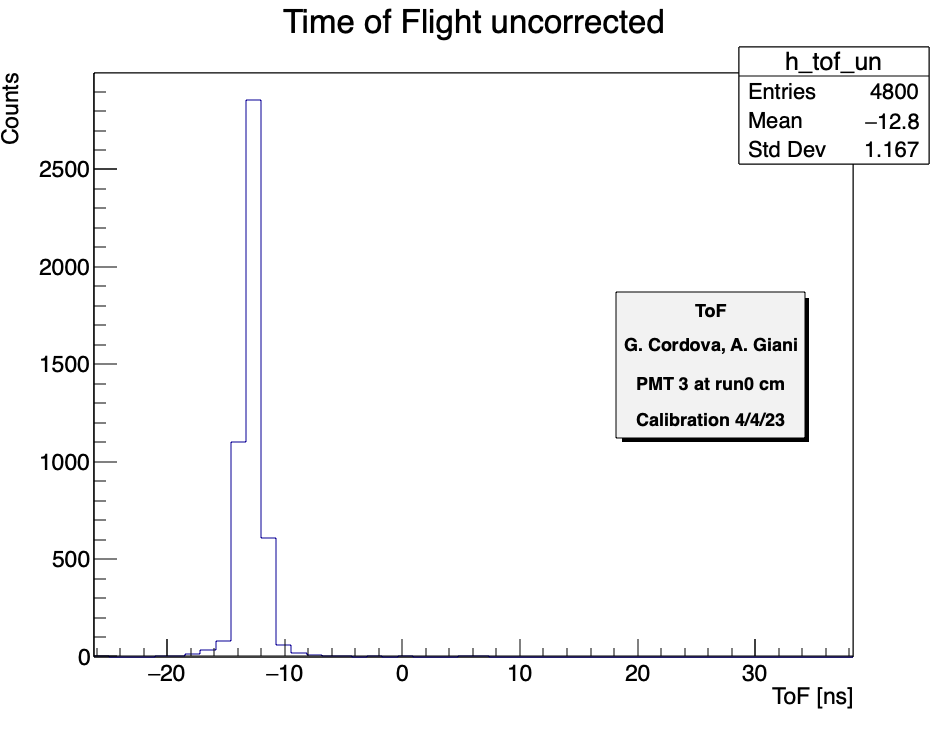 Time of Flight uncorrected
h_tof_un
Entries 4800
Mean −12.8
Std Dev 1.167
Counts
2500
2000
1500
1000
500
0
ToF
G. Cordova, A. Giani
PMT 3 at run0 cm
Calibration 4/4/23
−20 −10 0 10 20 30
ToF [ns]